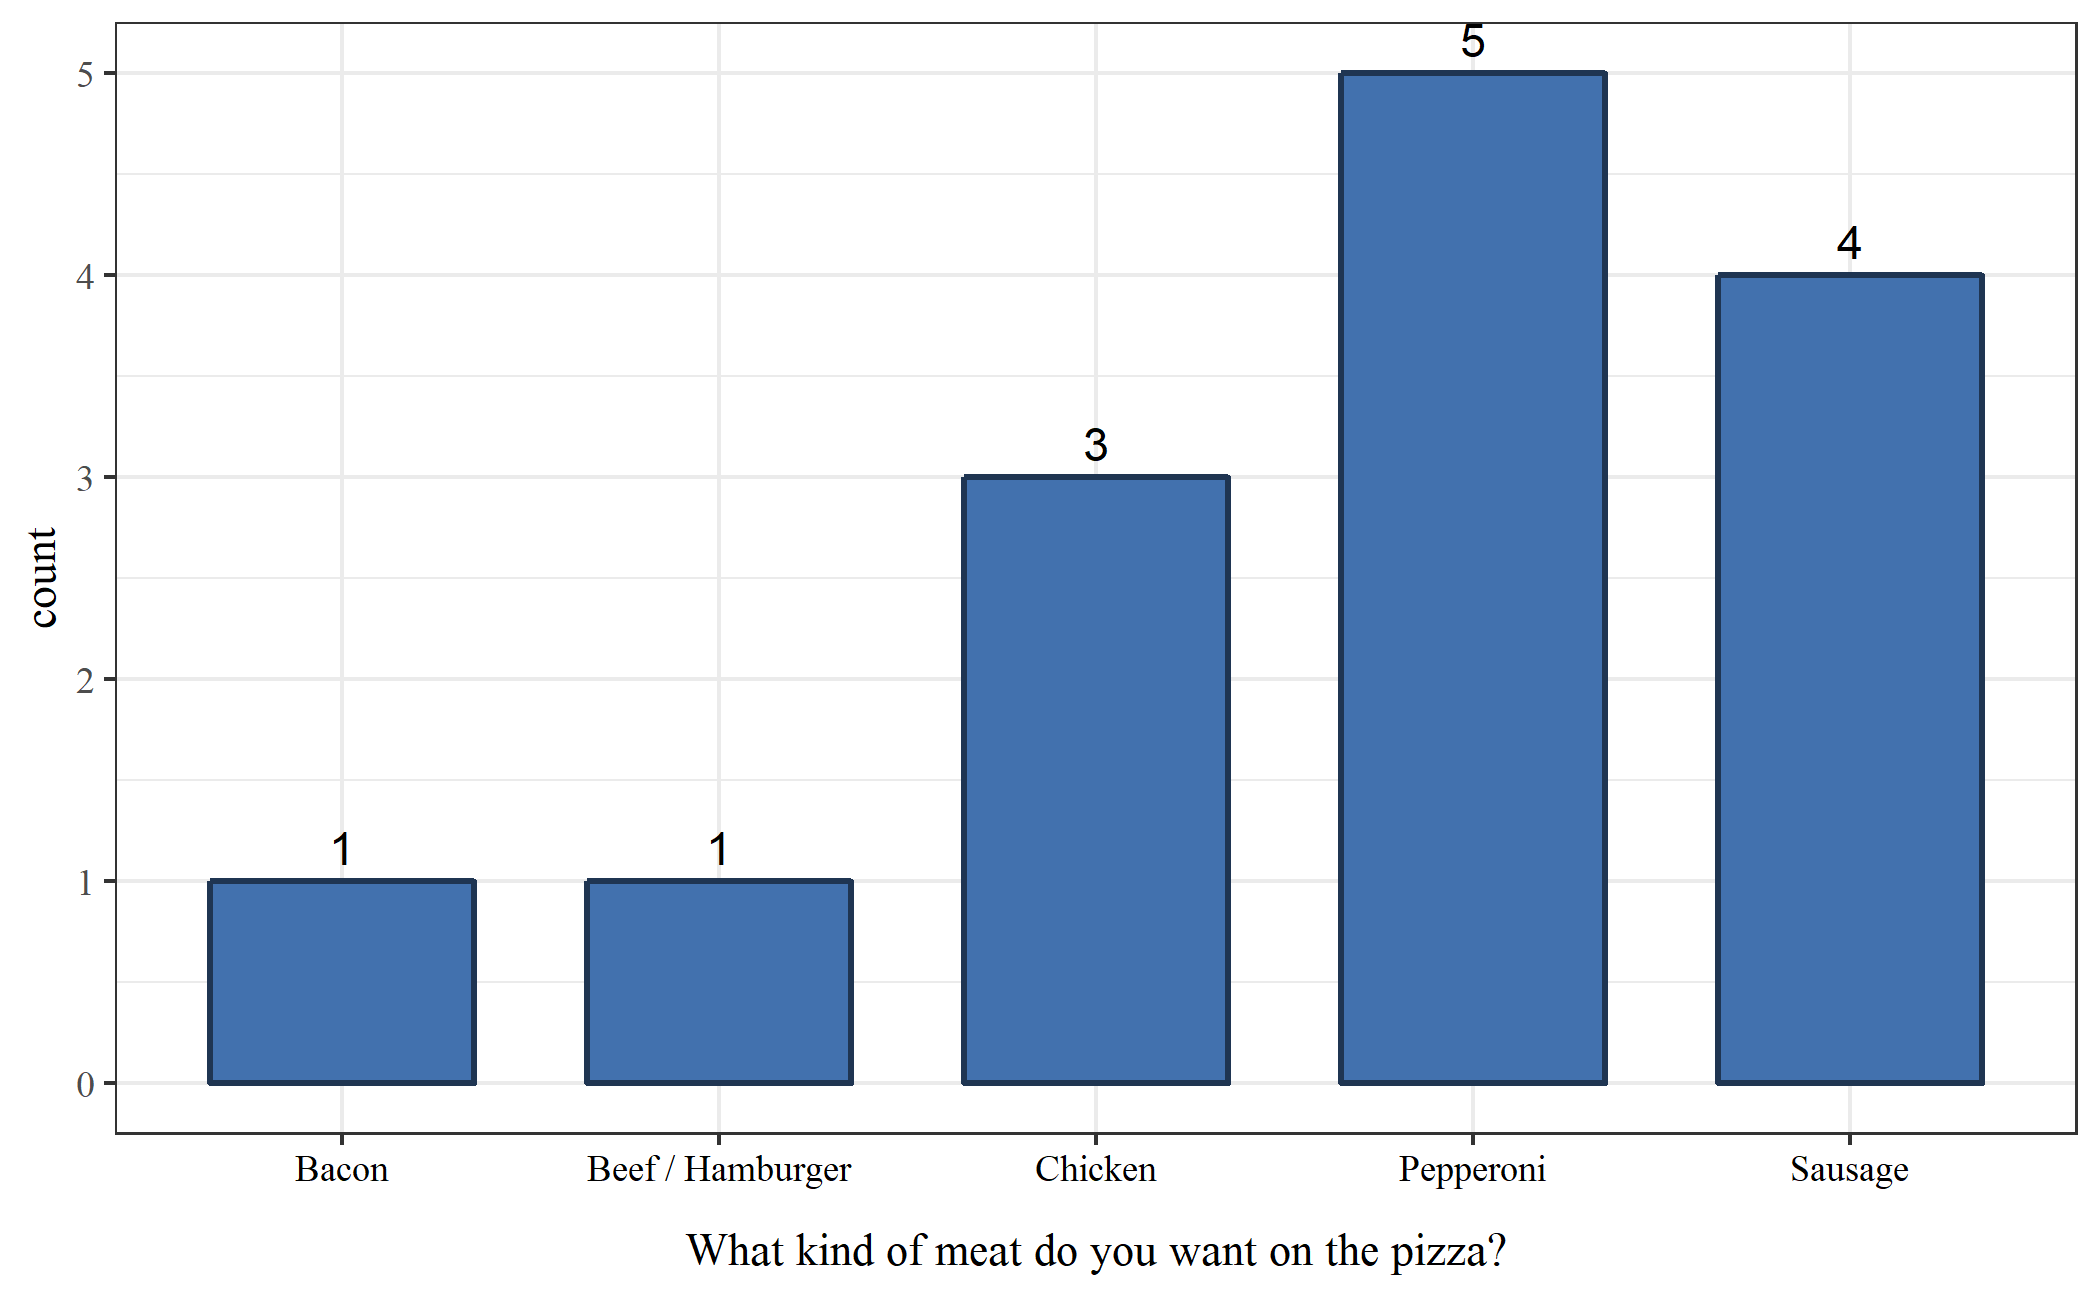 5
4
3
2
1
0
count
1
1
3
5
4
Bacon
Beef / Hamburger
Chicken
Pepperoni
Sausage
What kind of meat do you want on the pizza?